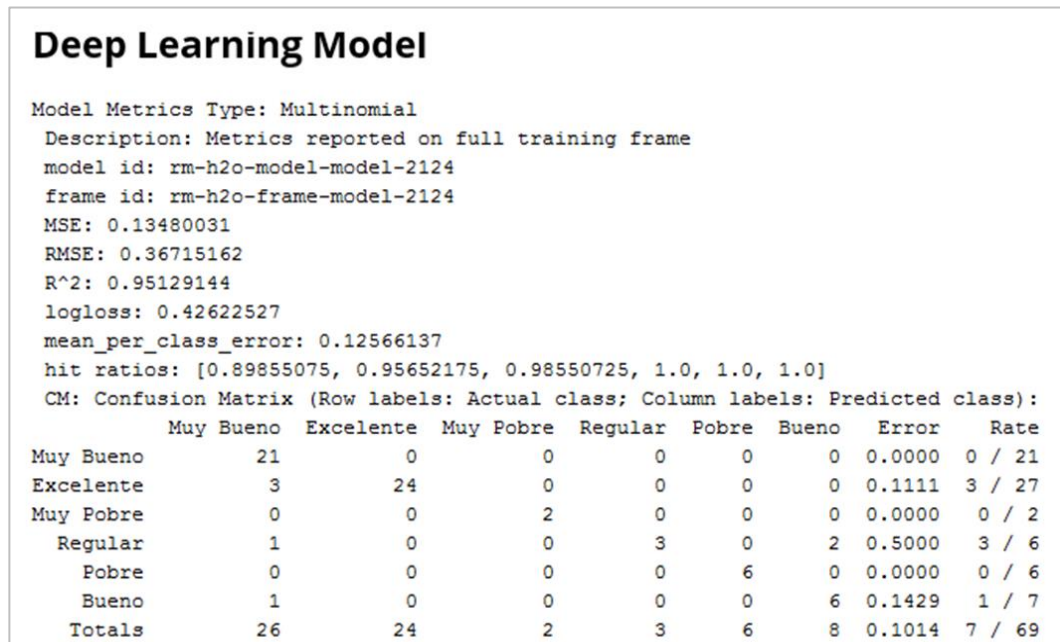 Deep Learning Model
Model Metrics Type: Multinomial
Description: Metrics reported on full training frame
model id: rm-h2o-model-model-2124
frame id: rm-h2o-frame-model-2124
MSE: 0.13480031
RMSE: 0.36715162
R^2: 0.95129144
logloss: 0.42622527
mean_per_class_error: 0.12566137
hit ratios: [0.89855075, 0.95652175, 0.98550725, 1.0, 1.0, 1.0]
CM: Confusion Matrix (Row labels: Actual class; Column labels: Predicted class):
Muy Bueno Excelente Muy Pobre Regular Pobre Bueno Error Rate
Muy Bueno 21 0 0 0 0 0 0.0000 0 / 21
Excelente 3 24 0 0 0 0 0.1111 3 / 27
Muy Pobre 0 0 2 0 0 0 0.0000 0 / 2
Regular 1 0 0 3 0 2 0.5000 3 / 6
Pobre 0 0 0 0 6 0 0.0000 0 / 6
Bueno 1 0 0 0 0 6 0.1429 1 / 7
Totals 26 24 2 3 6 8 0.1014 7 / 69